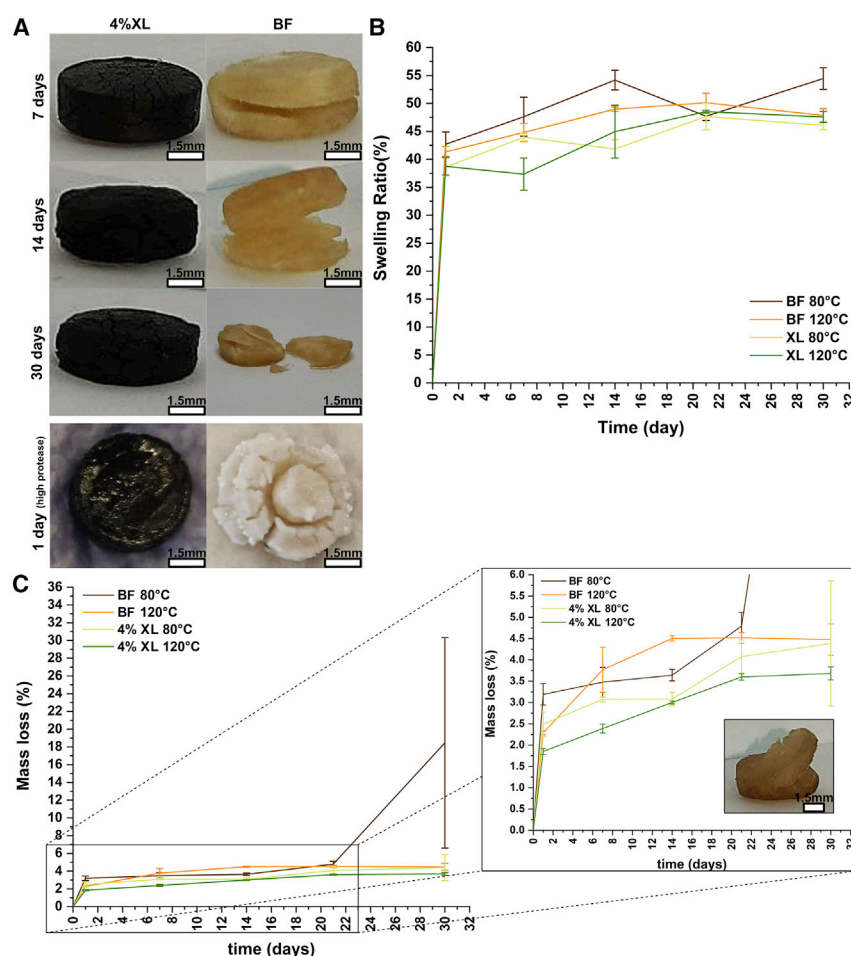 A
4%XL
BF
7 days
1.5mm
1.5mm
14 days
1.5mm
1.5mm
30 days
1.5mm
1.5mm
1 day (high protease)
1.5mm
1.5mm
B
60
55
50
45
40
35
30
25
20
15
10
5
0
Swelling Ratio(%)
BF 80°C
BF 120°C
XL 80°C
XL 120°C
0 2 4 6 8 10 12 14 16 18 20 22 24 26 28 30 32
Time (day)
C
36
34
32
30
28
26
24
22
20
18
16
14
12
10
8
6
4
2
0
Mass loss (%)
BF 80°C
BF 120°C
4% XL 80°C
4% XL 120°C
0 2 4 6 8 10 12 14 16 18 20 22 24 26 28 30 32
time (days)
6.0
5.5
5.0
4.5
4.0
3.5
3.0
2.5
2.0
1.5
1.0
0.5
0.0
Mass loss (%)
BF 80°C
BF 120°C
4% XL 80°C
4% XL 120°C
1.5mm
0 2 4 6 8 10 12 14 16 18 20 22 24 26 28 30 32
time (days)